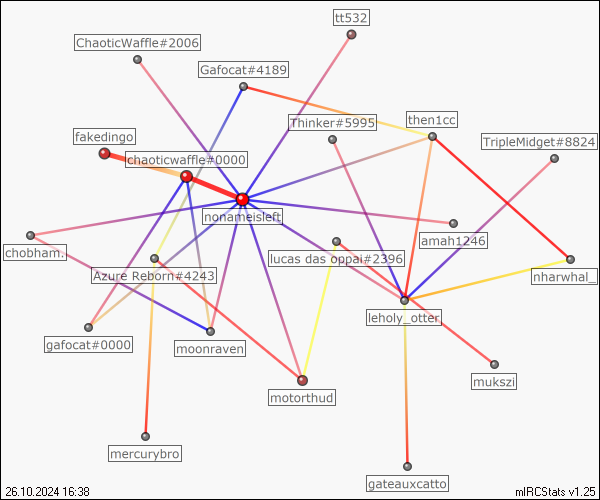 tt532
ChaoticWaffle#2006
Gafocat#4189
Thinker#5995
then1cc
fakedingo
TripleMidget#8824
chaoticwaffle#0000
nonameisleft
amah1246
chobham.
lucas das oppai#2396
Azure Reborn#4243
nharwhal_
leholy_otter
gafocat#0000
moonraven
mukszi
motorthud
mercurybro
gateauxcatto
26.10.2024 16:38
mIRCStats v1.25